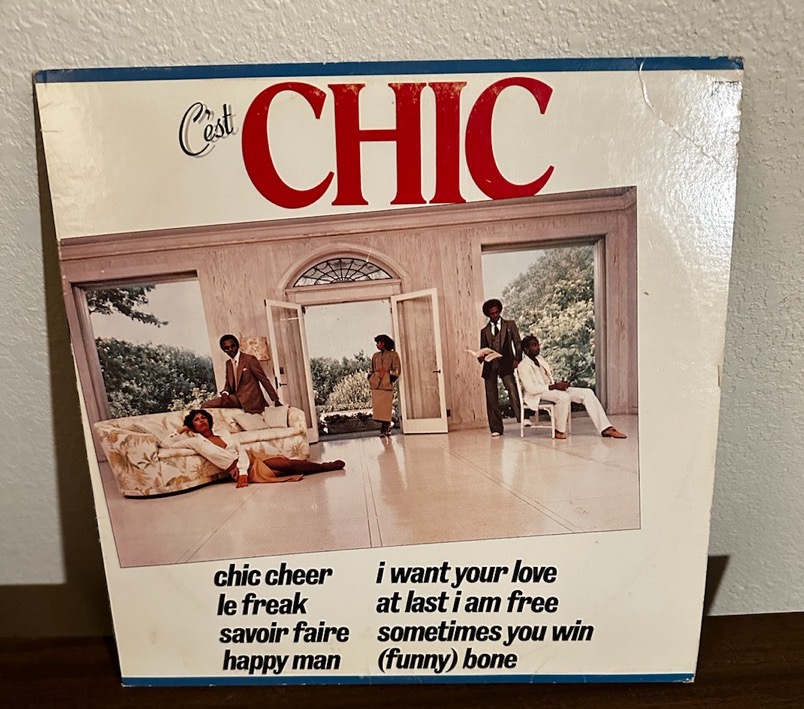 C'est CHIC
chic cheer
le freak
savoir faire
happy man
i want your love
at last i am free
sometimes you win
(funny) bone